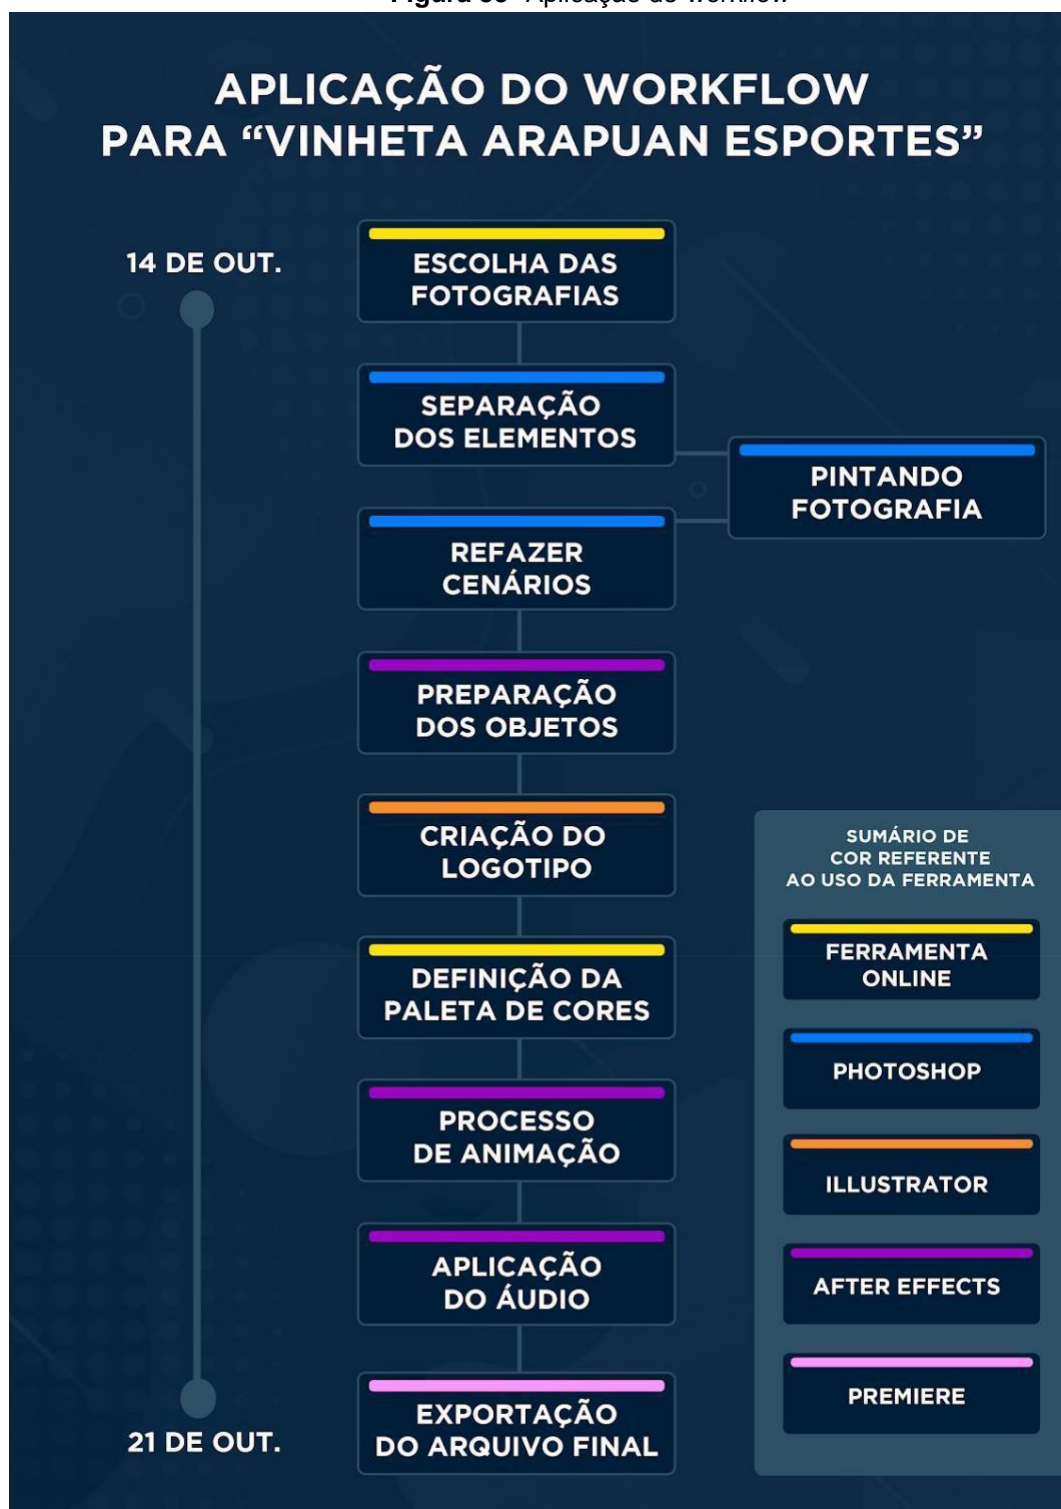 Aplicação do workflow
APLICAÇÃO DO WORKFLOW
PARA “VINHETA ARAPUAN ESPORTES”
14 DE OUT.
ESCOLHA DAS
FOTOGRAFIAS
SEPARAÇÃO
DOS ELEMENTOS
PINTANDO
FOTOGRAFIA
REFAZER
CENÁRIOS
PREPARAÇÃO
DOS OBJETOS
CRIAÇÃO DO
LOGOTIPO
DEFINIÇÃO DA
PALETA DE CORES
PROCESSO
DE ANIMAÇÃO
APLICAÇÃO
DO ÁUDIO
EXPORTAÇÃO
DO ARQUIVO FINAL
21 DE OUT.
SUMÁRIO DE
COR REFERENTE
AO USO DA FERRAMENTA
FERRAMENTA
ONLINE
PHOTOSHOP
ILLUSTRATOR
AFTER EFFECTS
PREMIERE